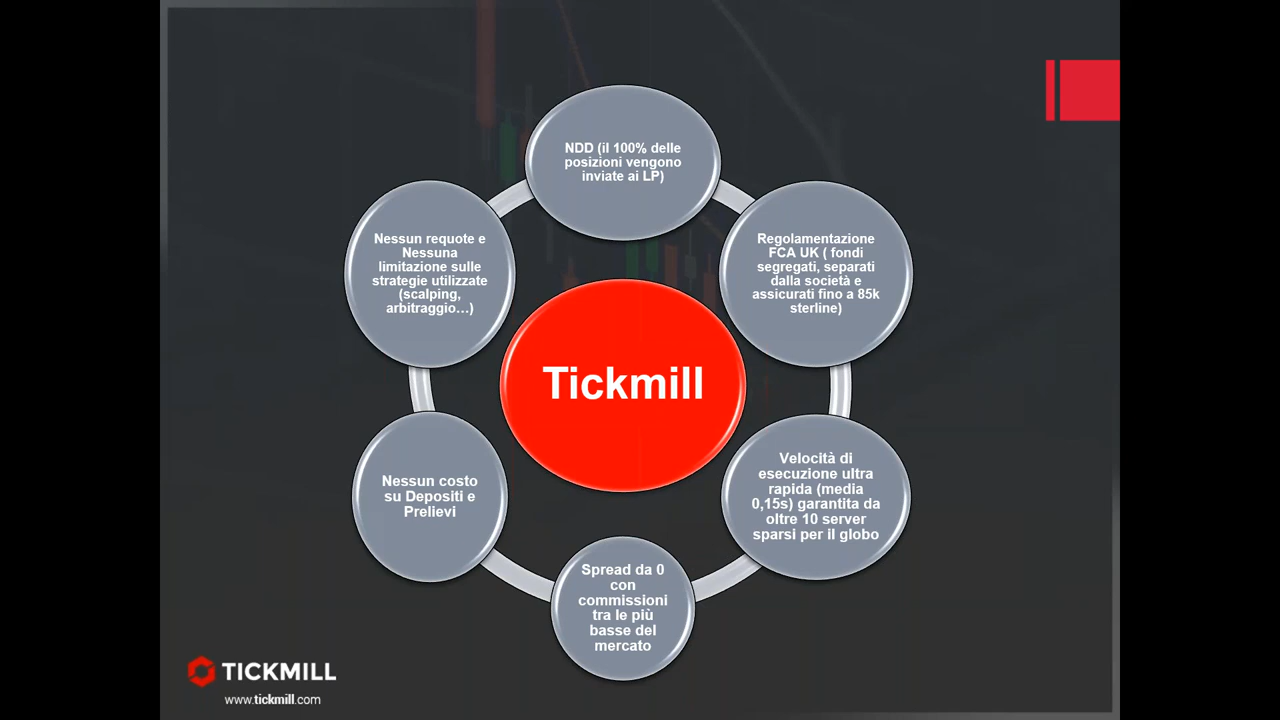 NDD (il 100% delle
posizioni vengono
inviate ai LP)
Regolamentazione
FCA UK ( fondi
segregati, separati
dalla società e
assicurati fino a 85k
sterline)
Velocità di
esecuzione ultra
rapida (media
0,15s) garantita da
oltre 10 server
sparsi per il globo
Spread da 0
con
commissioni
tra le più
basse del
mercato
Nessun costo
su Depositi e
Prelievi
Nessun requote e
Nessuna
limitazione sulle
strategie utilizzate
(scalping,
arbitraggio...)
Tickmill
TICKMILL
www.tickmill.com